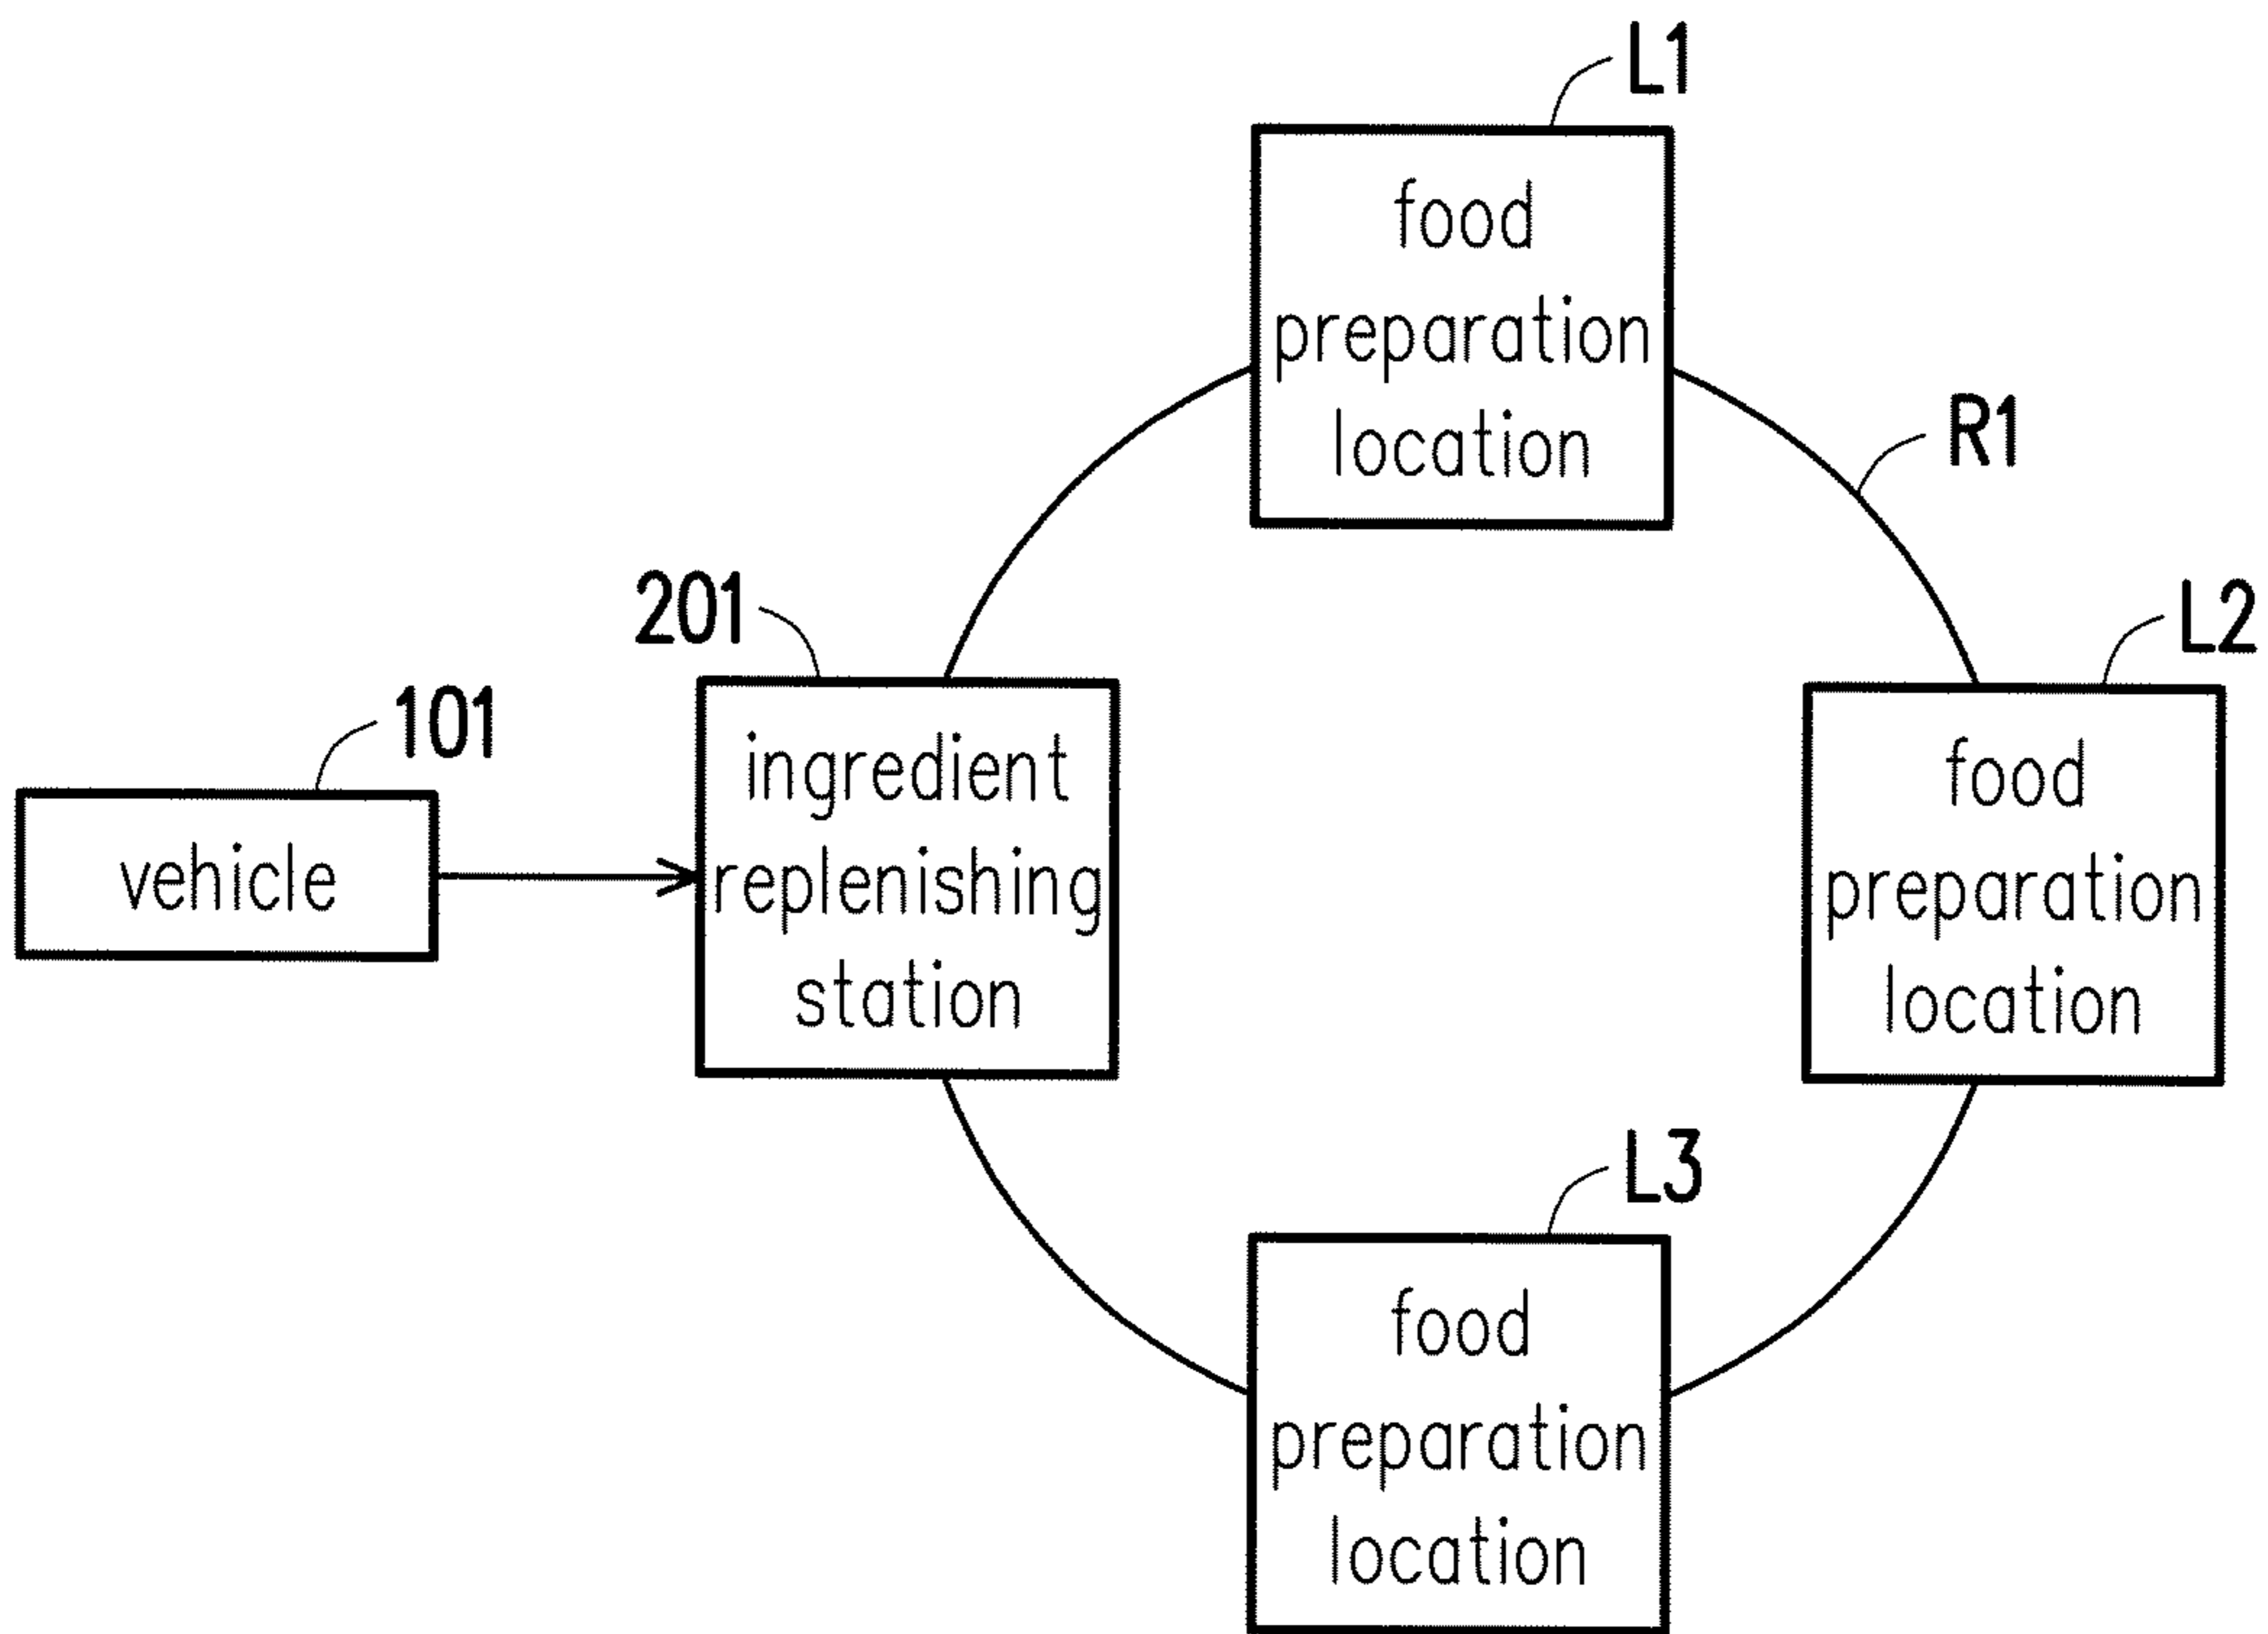 L1
food
preparation
location
R1
201
L2
101
ingredient
replenishing
station
vehicle
food
preparation
location
L3
food
preparation
location